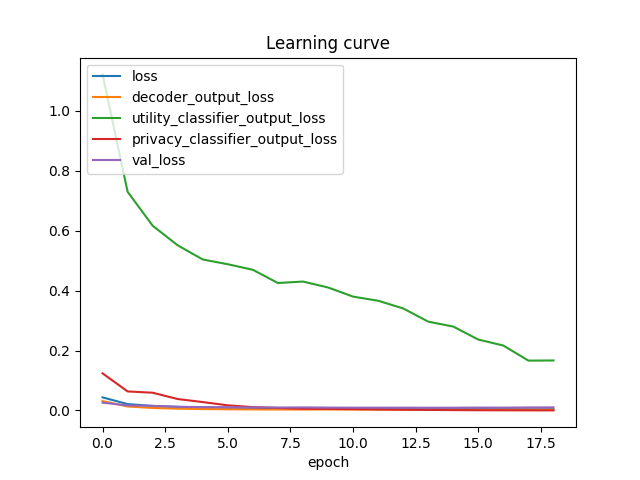 Learning curve
loss
decoder_output_loss
utility_classifier_output_loss
privacy_classifier_output_loss
val_loss
1.0
0.8
0.6
0.4
0.2
0.0
0.0 2.5 5.0 7.5 10.0 12.5 15.0 17.5
epoch